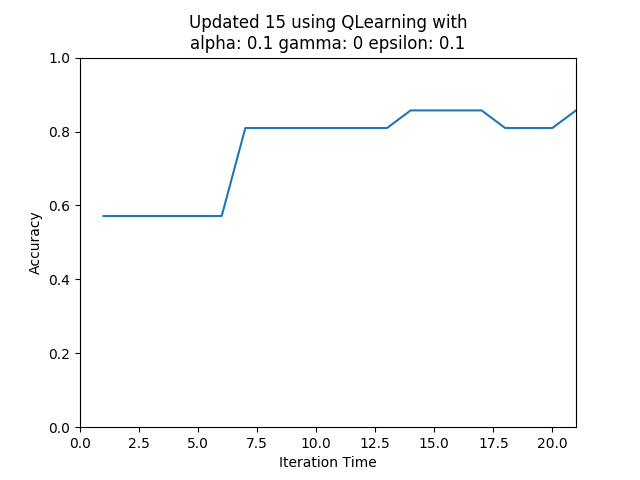 Updated 15 using QLearning with
alpha: 0.1 gamma: 0 epsilon: 0.1
1.0
0.8
0.6
0.4
0.2
0.0
Accuracy
0.0 2.5 5.0 7.5 10.0 12.5 15.0 17.5 20.0
Iteration Time